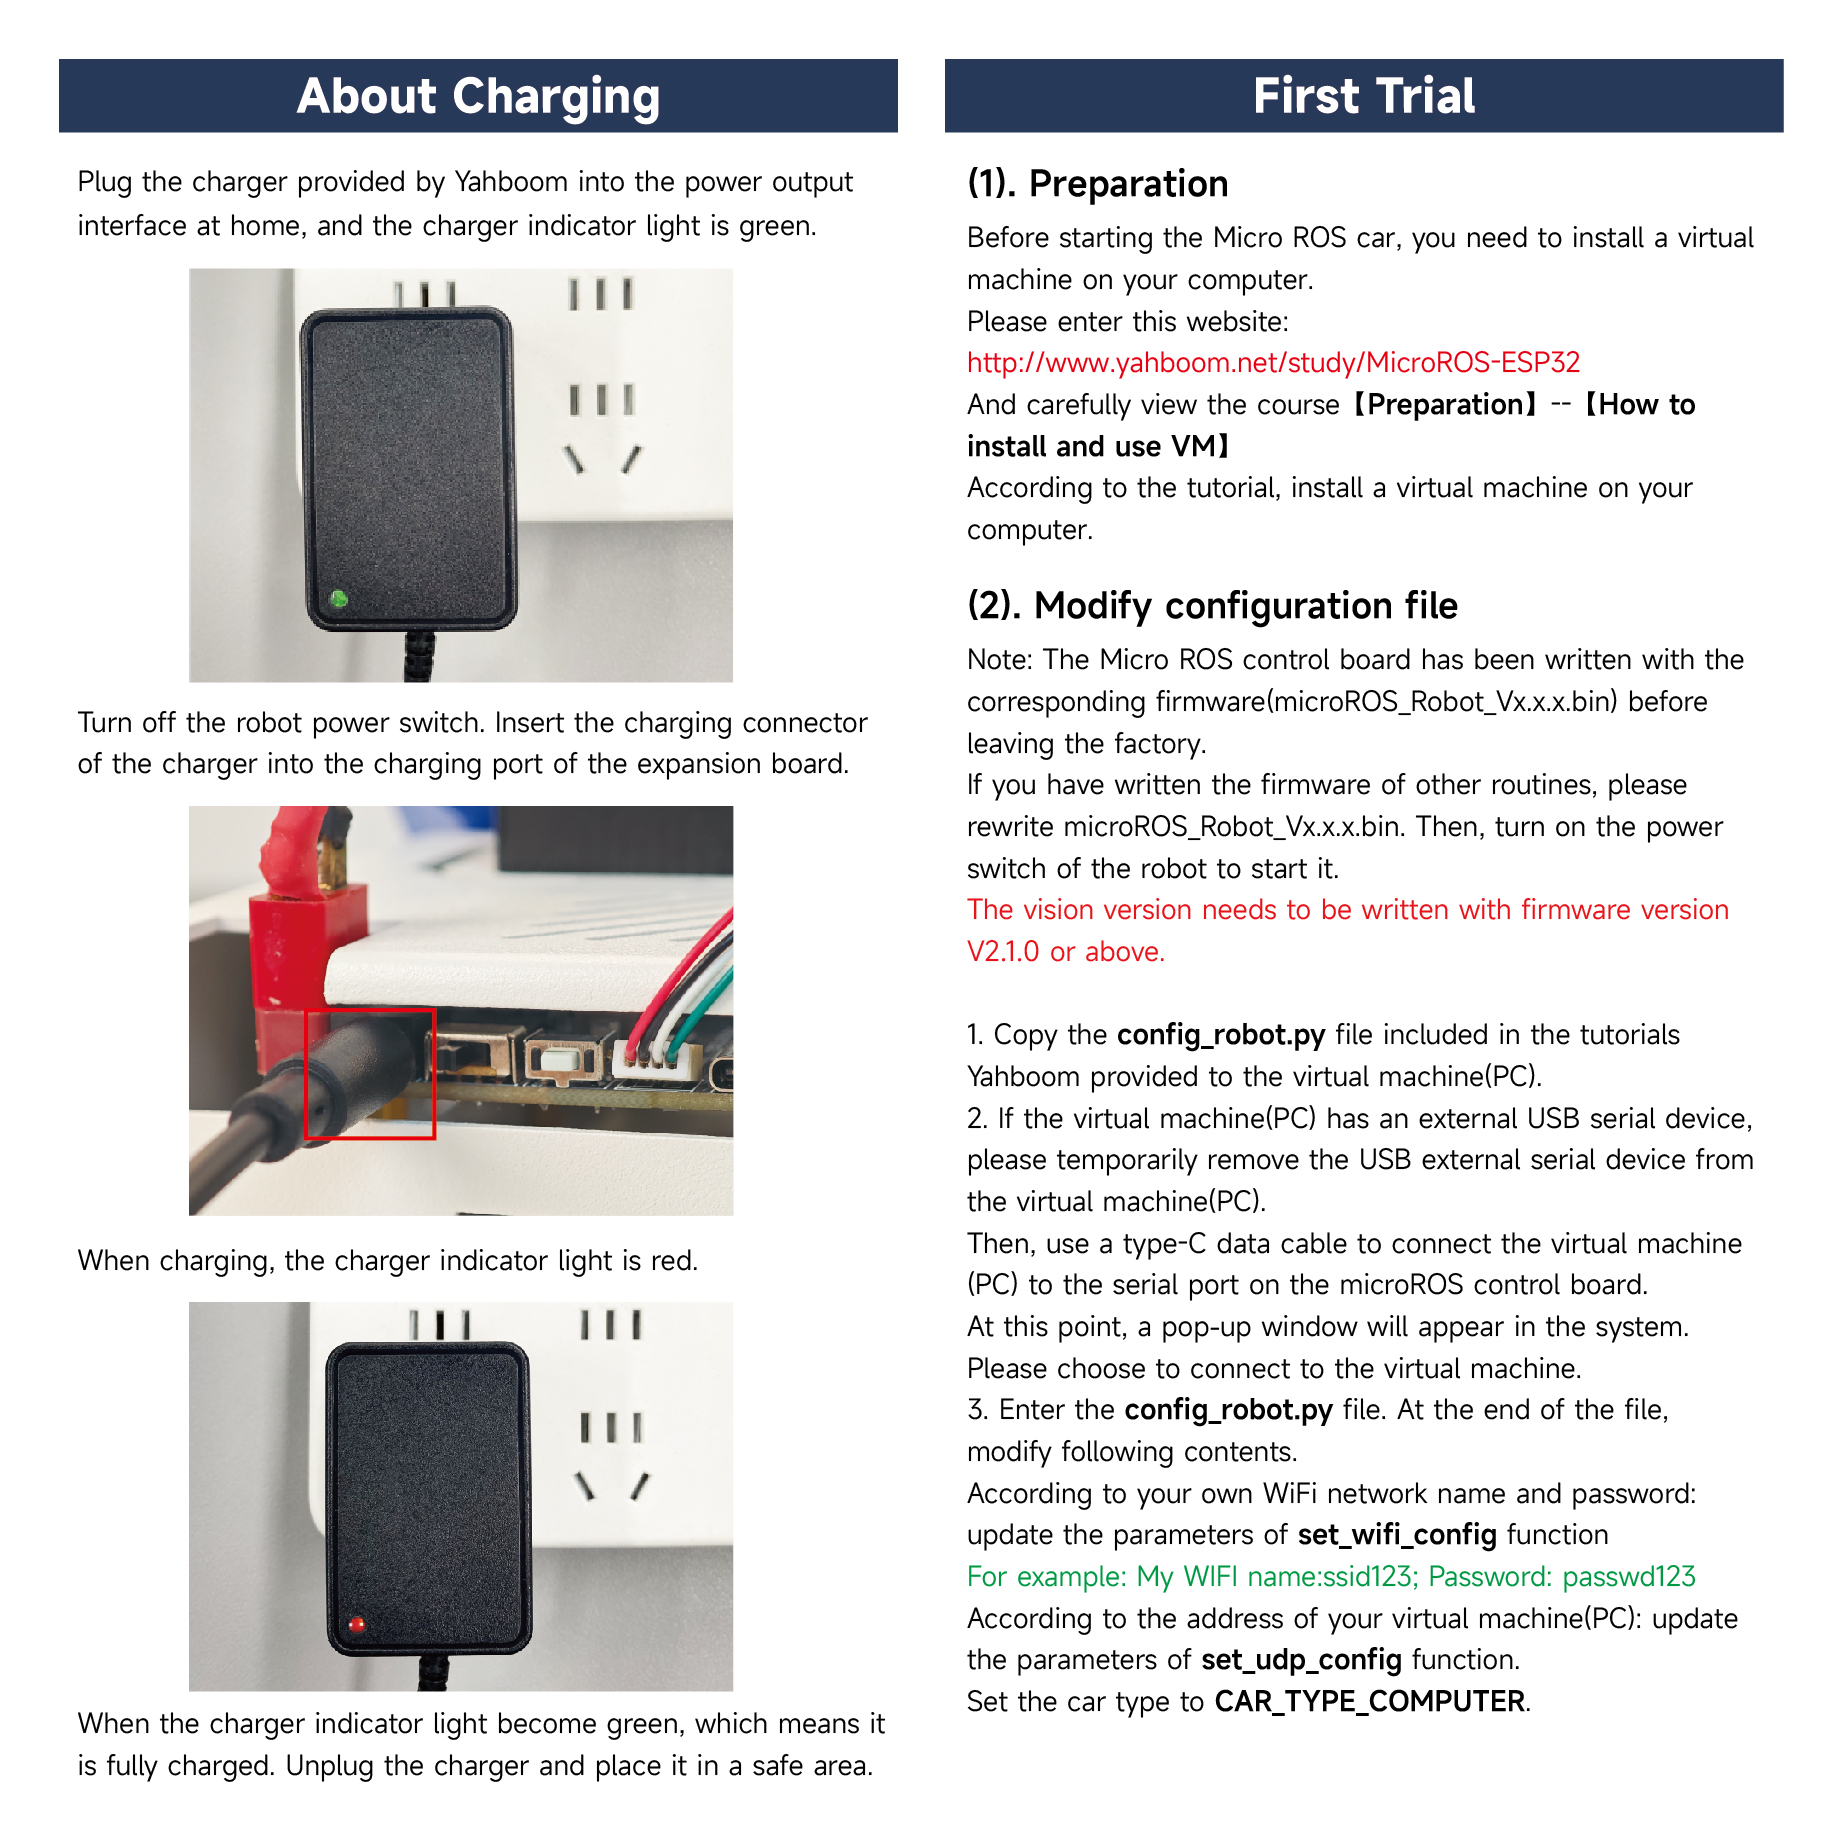 About Charging
Plug the charger provided by Yahboom into the power output
interface at home, and the charger indicator light is green.
Turn off the robot power switch. Insert the charging connector
of the charger into the charging port of the expansion board.
When charging, the charger indicator light is red.
When the charger indicator light become green, which means it
is fully charged. Unplug the charger and place it in a safe area.
First Trial
(1). Preparation
Before starting the Micro ROS car, you need to install a virtual
machine on your computer.
Please enter this website:
http://www.yahboom.net/study/MicroROS-ESP32
And carefully view the course【Preparation】--【How to
install and use VM】
According to the tutorial, install a virtual machine on your
computer.
(2). Modify configuration file
Note: The Micro ROS control board has been written with the
corresponding firmware(microROS_Robot_Vx.x.x.bin) before
leaving the factory.
If you have written the firmware of other routines, please
rewrite microROS_Robot_Vx.x.x.bin. Then, turn on the power
switch of the robot to start it.
The vision version needs to be written with firmware version
V2.1.0 or above.
1. Copy the config_robot.py file included in the tutorials
Yahboom provided to the virtual machine(PC).
2. If the virtual machine(PC) has an external USB serial device,
please temporarily remove the USB external serial device from
the virtual machine(PC).
Then, use a type-C data cable to connect the virtual machine
(PC) to the serial port on the microROS control board.
At this point, a pop-up window will appear in the system.
Please choose to connect to the virtual machine.
3. Enter the config_robot.py file. At the end of the file,
modify following contents.
According to your own WiFi network name and password:
update the parameters of set_wifi_config function
For example: My WIFI name:ssid123; Password: passwd123
According to the address of your virtual machine(PC): update
the parameters of set_udp_config function.
Set the car type to CAR_TYPE_COMPUTER.